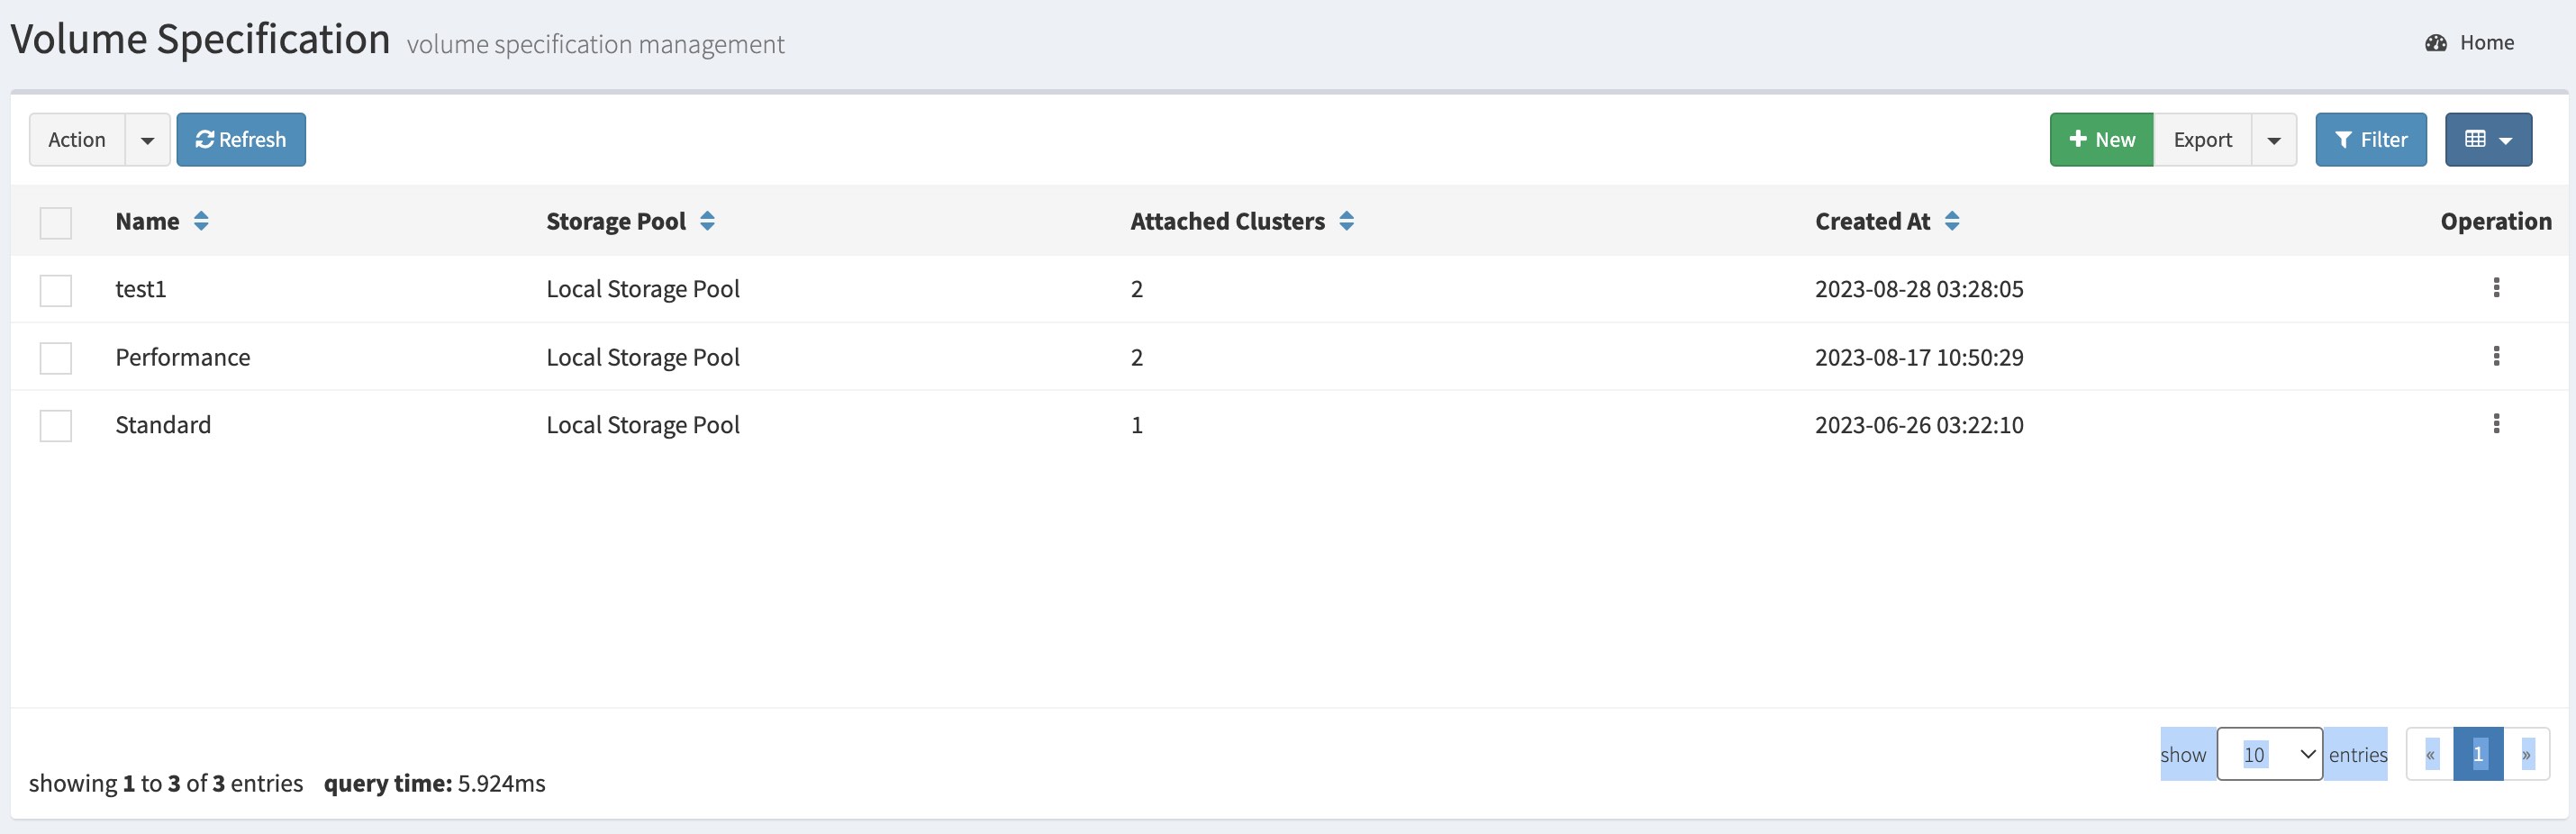 Volume Specification volume specification management
Home
Action Refresh
New Export Filter
Name Storage Pool Attached Clusters Created At Operation
test1 Local Storage Pool 2 2023-08-28 03:28:05
Performance Local Storage Pool 2 2023-08-17 10:50:29
Standard Local Storage Pool 1 2023-06-26 03:22:10
show 10 entries « 1 »
showing 1 to 3 of 3 entries query time: 5.924ms